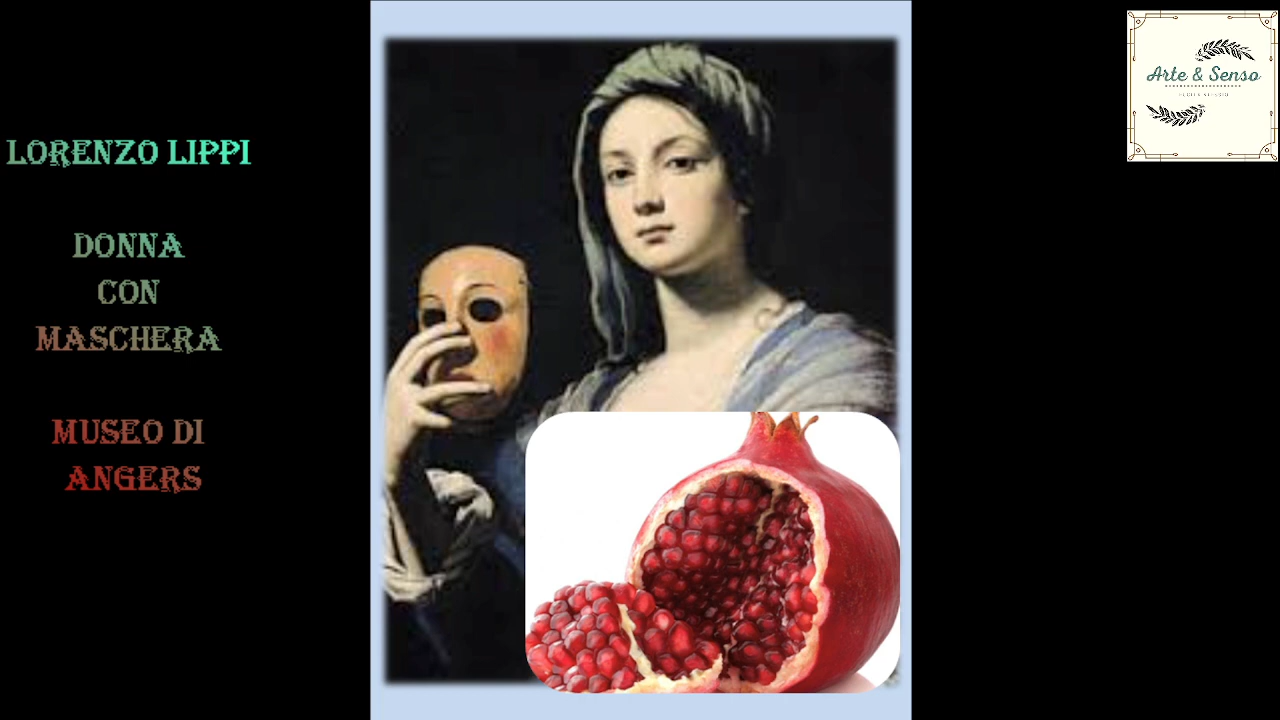 LORENZO LIPPI
DONNA
CON
MASCHERA
MUSEO DI
ANGERS
Arte & Senso